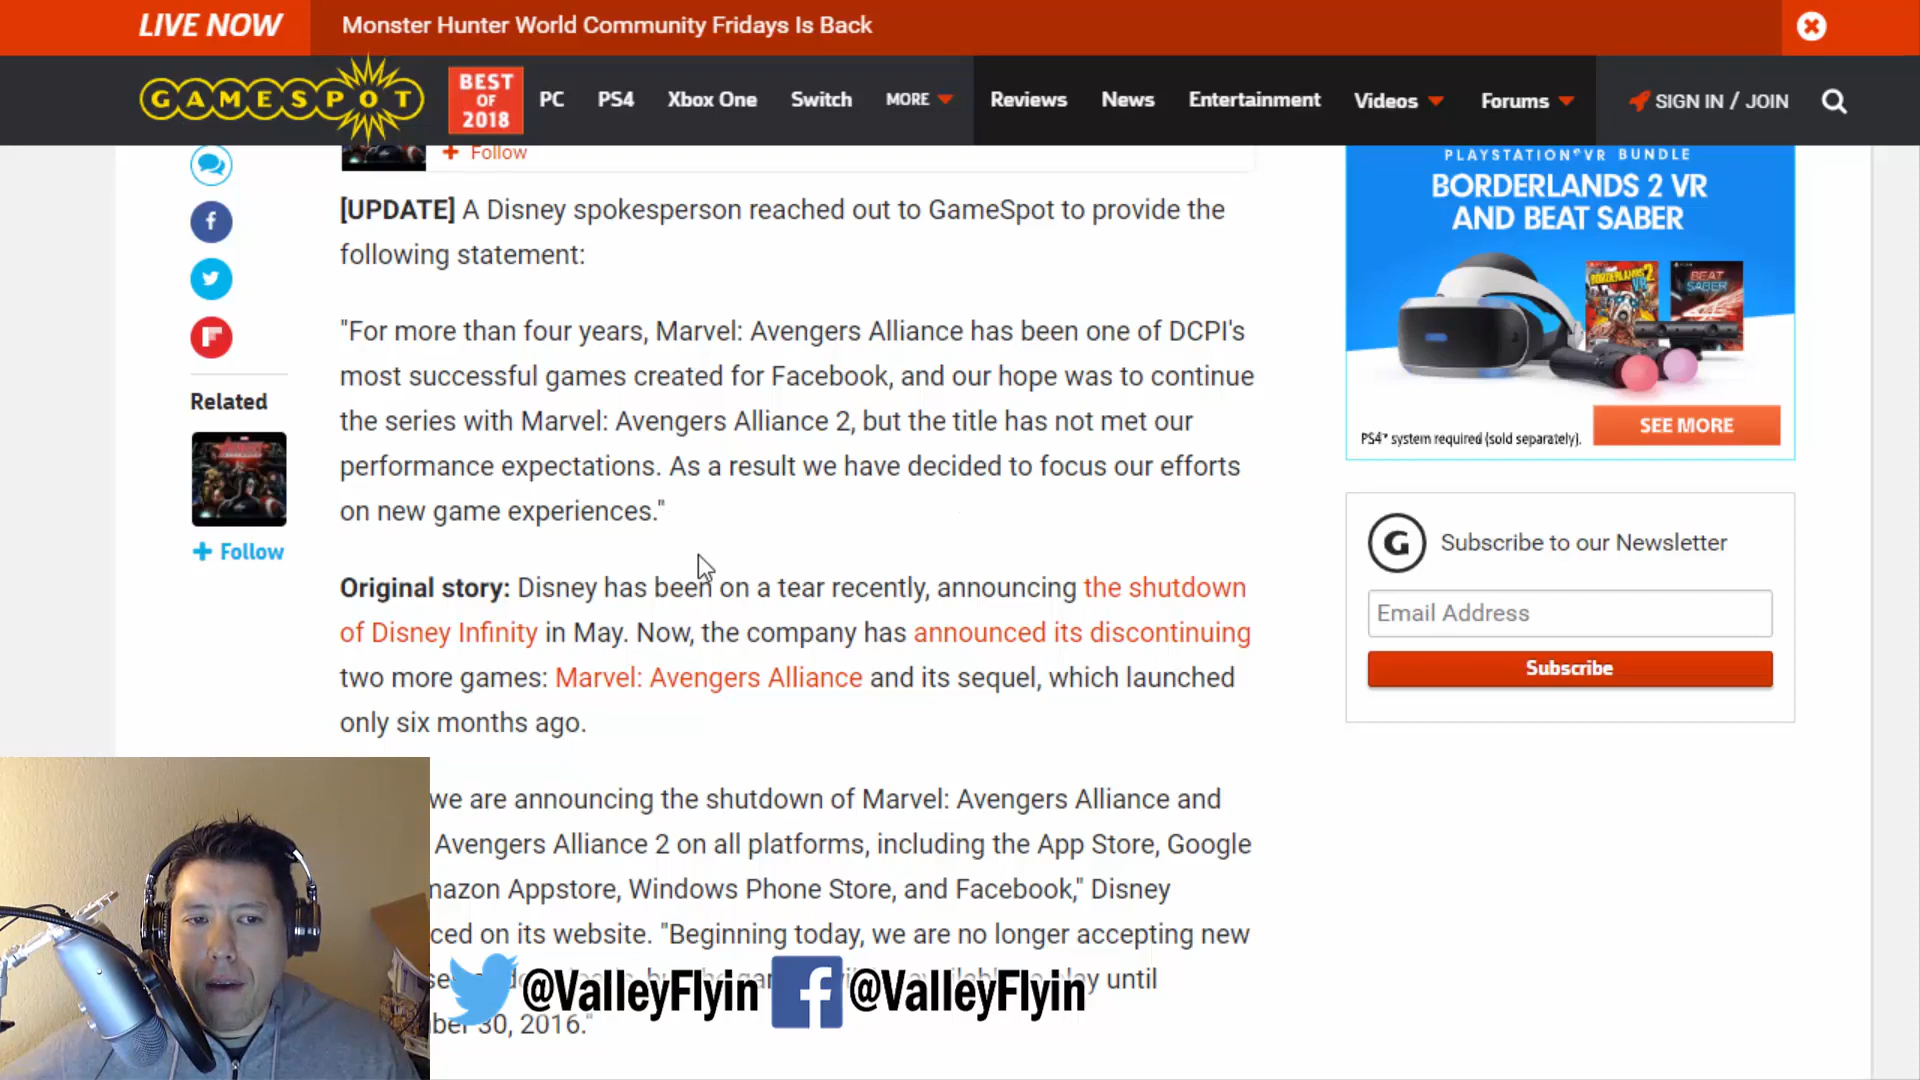 LIVE NOW Monster Hunter World Community Fridays Is Back
GAMESPOT BEST OF 2018 PC PS4 Xbox One Switch MORE Reviews News Entertainment Videos Forums SIGN IN / JOIN
+ Follow
[UPDATE] A Disney spokesperson reached out to GameSpot to provide the
following statement:
"For more than four years, Marvel: Avengers Alliance has been one of DCPI's
most successful games created for Facebook, and our hope was to continue
the series with Marvel: Avengers Alliance 2, but the title has not met our
performance expectations. As a result we have decided to focus our efforts
on new game experiences."
Related
+ Follow
Original story: Disney has been on a tear recently, announcing the shutdown
of Disney Infinity in May. Now, the company has announced its discontinuing
two more games: Marvel: Avengers Alliance and its sequel, which launched
only six months ago.
we are announcing the shutdown of Marvel: Avengers Alliance and
Avengers Alliance 2 on all platforms, including the App Store, Google
mazon Appstore, Windows Phone Store, and Facebook," Disney
ced on its website. "Beginning today, we are no longer accepting new
until
ber 30, 2016."
@ValleyFlyin @ValleyFlyin
PLAYSTATION®VR BUNDLE
BORDERLANDS 2 VR
AND BEAT SABER
BORDERLANDS 2
BEAT
SABER
PS4™ system required (sold separately).
SEE MORE
G Subscribe to our Newsletter
Email Address
Subscribe